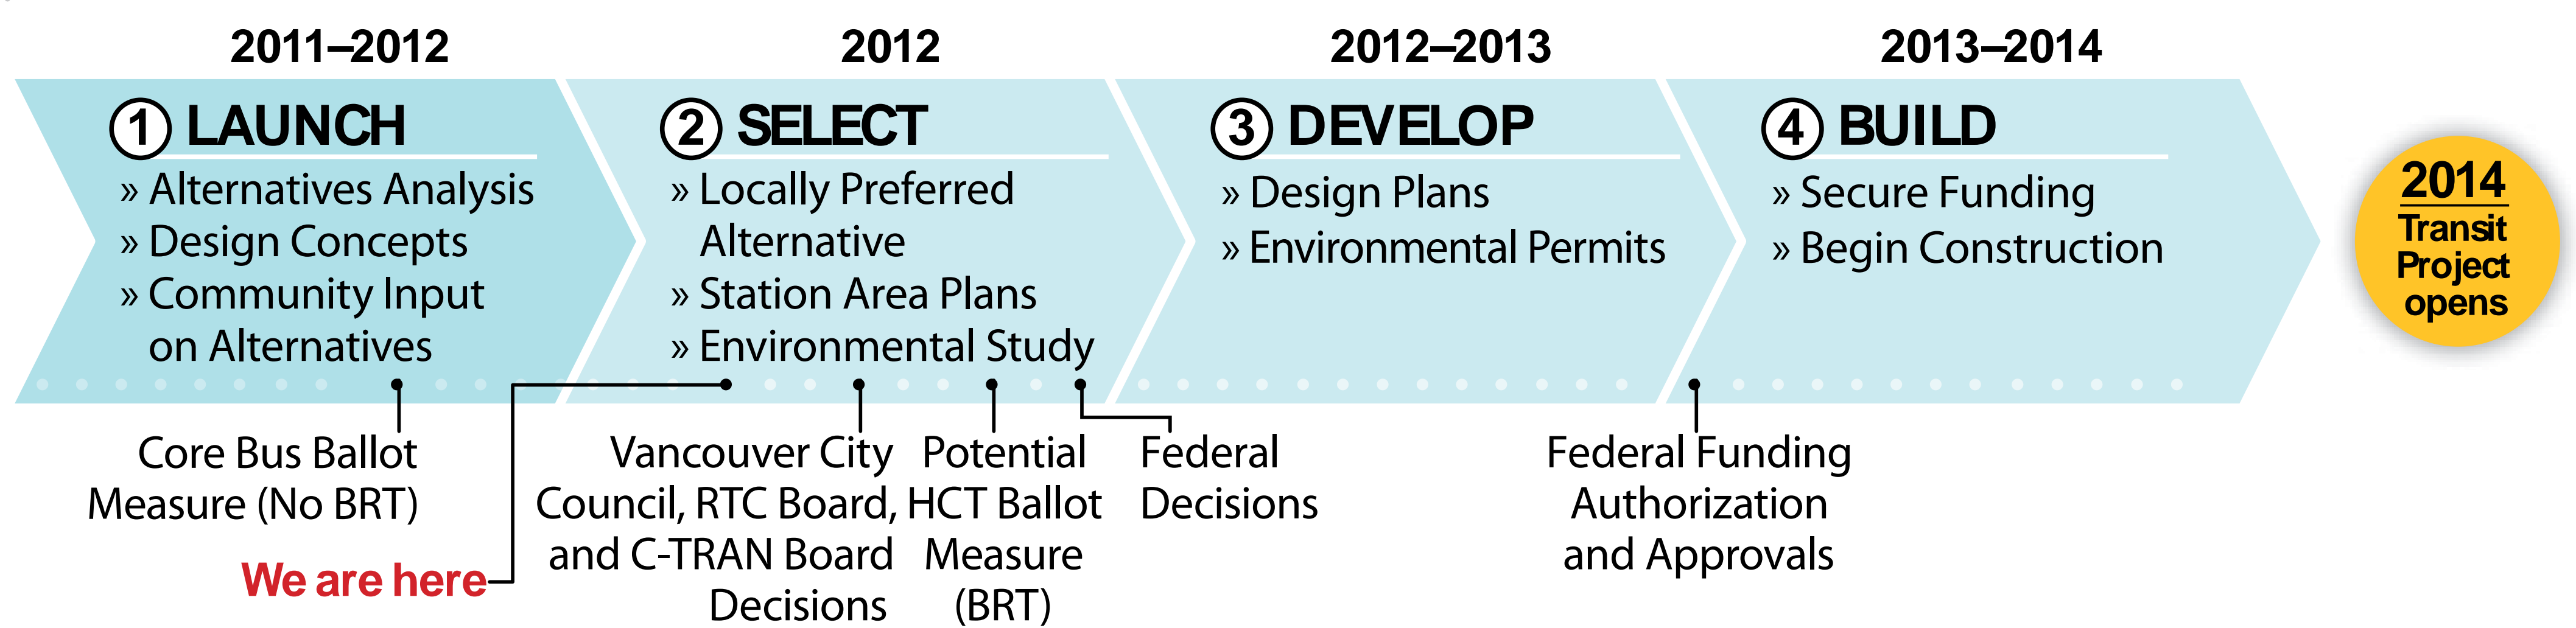 2011–2012
1 LAUNCH
» Alternatives Analysis
» Design Concepts
» Community Input
on Alternatives
2012
2 SELECT
» Locally Preferred
Alternative
» Station Area Plans
» Environmental Study
2012–2013
3 DEVELOP
» Design Plans
» Environmental Permits
2013–2014
4 BUILD
» Secure Funding
» Begin Construction
2014
Transit
Project
opens
Core Bus Ballot
Measure (No BRT)
We are here
Vancouver City
Council, RTC Board,
and C-TRAN Board
Decisions
Potential
HCT Ballot
Measure
(BRT)
Federal
Decisions
Federal Funding
Authorization
and Approvals